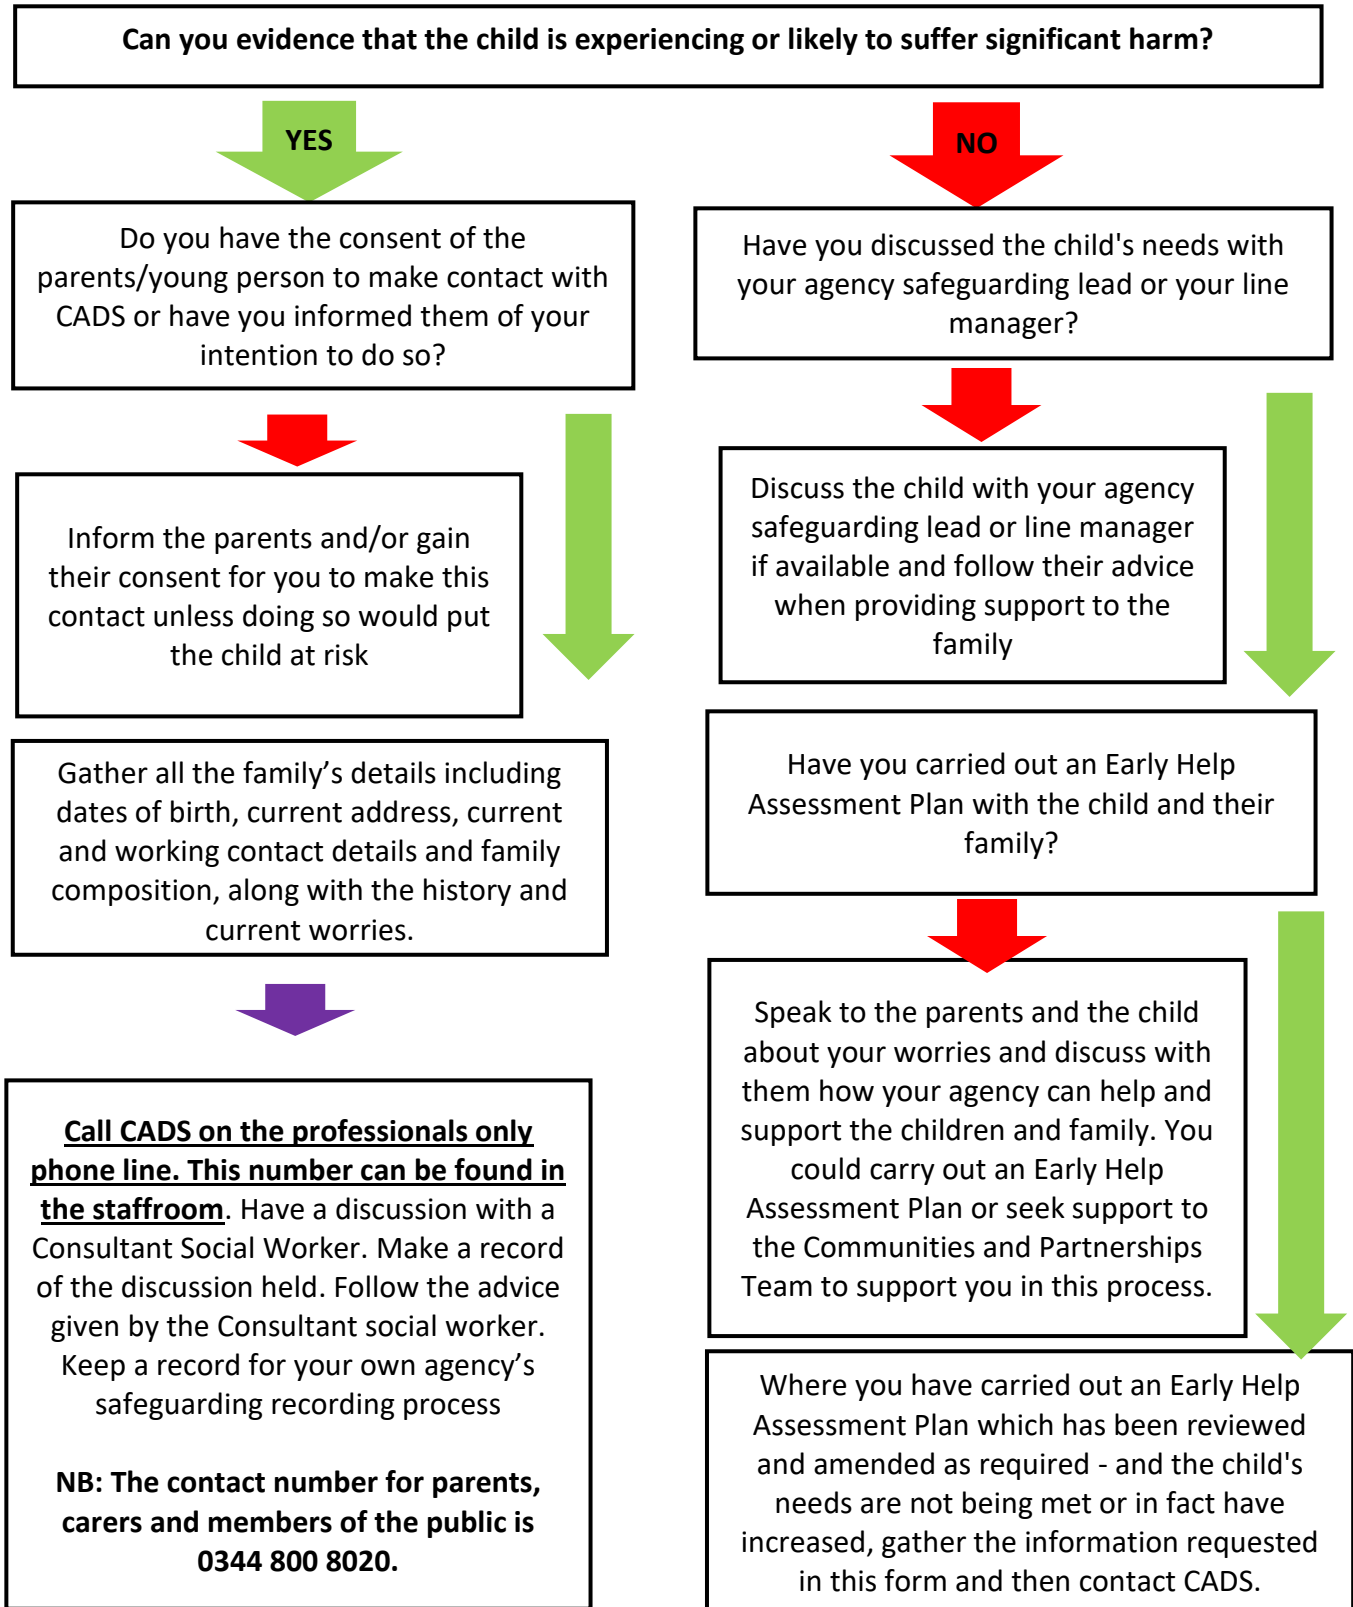 Can you evidence that the child is experiencing or likely to suffer significant harm?
YES
NO
Do you have the consent of the
parents/young person to make contact with
CADS or have you informed them of your
intention to do so?
Have you discussed the child's needs with
your agency safeguarding lead or your line
manager?
Inform the parents and/or gain
their consent for you to make this
contact unless doing so would put
the child at risk
Discuss the child with your agency
safeguarding lead or line manager
if available and follow their advice
when providing support to the
family
Gather all the family’s details including
dates of birth, current address, current
and working contact details and family
composition, along with the history and
current worries.
Have you carried out an Early Help
Assessment Plan with the child and their
family?
Call CADS on the professionals only
phone line. This number can be found in
the staffroom. Have a discussion with a
Consultant Social Worker. Make a record
of the discussion held. Follow the advice
given by the Consultant social worker.
Keep a record for your own agency’s
safeguarding recording process
NB: The contact number for parents,
carers and members of the public is
0344 800 8020.
Speak to the parents and the child
about your worries and discuss with
them how your agency can help and
support the children and family. You
could carry out an Early Help
Assessment Plan or seek support to
the Communities and Partnerships
Team to support you in this process.
Where you have carried out an Early Help
Assessment Plan which has been reviewed
and amended as required - and the child's
needs are not being met or in fact have
increased, gather the information requested
in this form and then contact CADS.